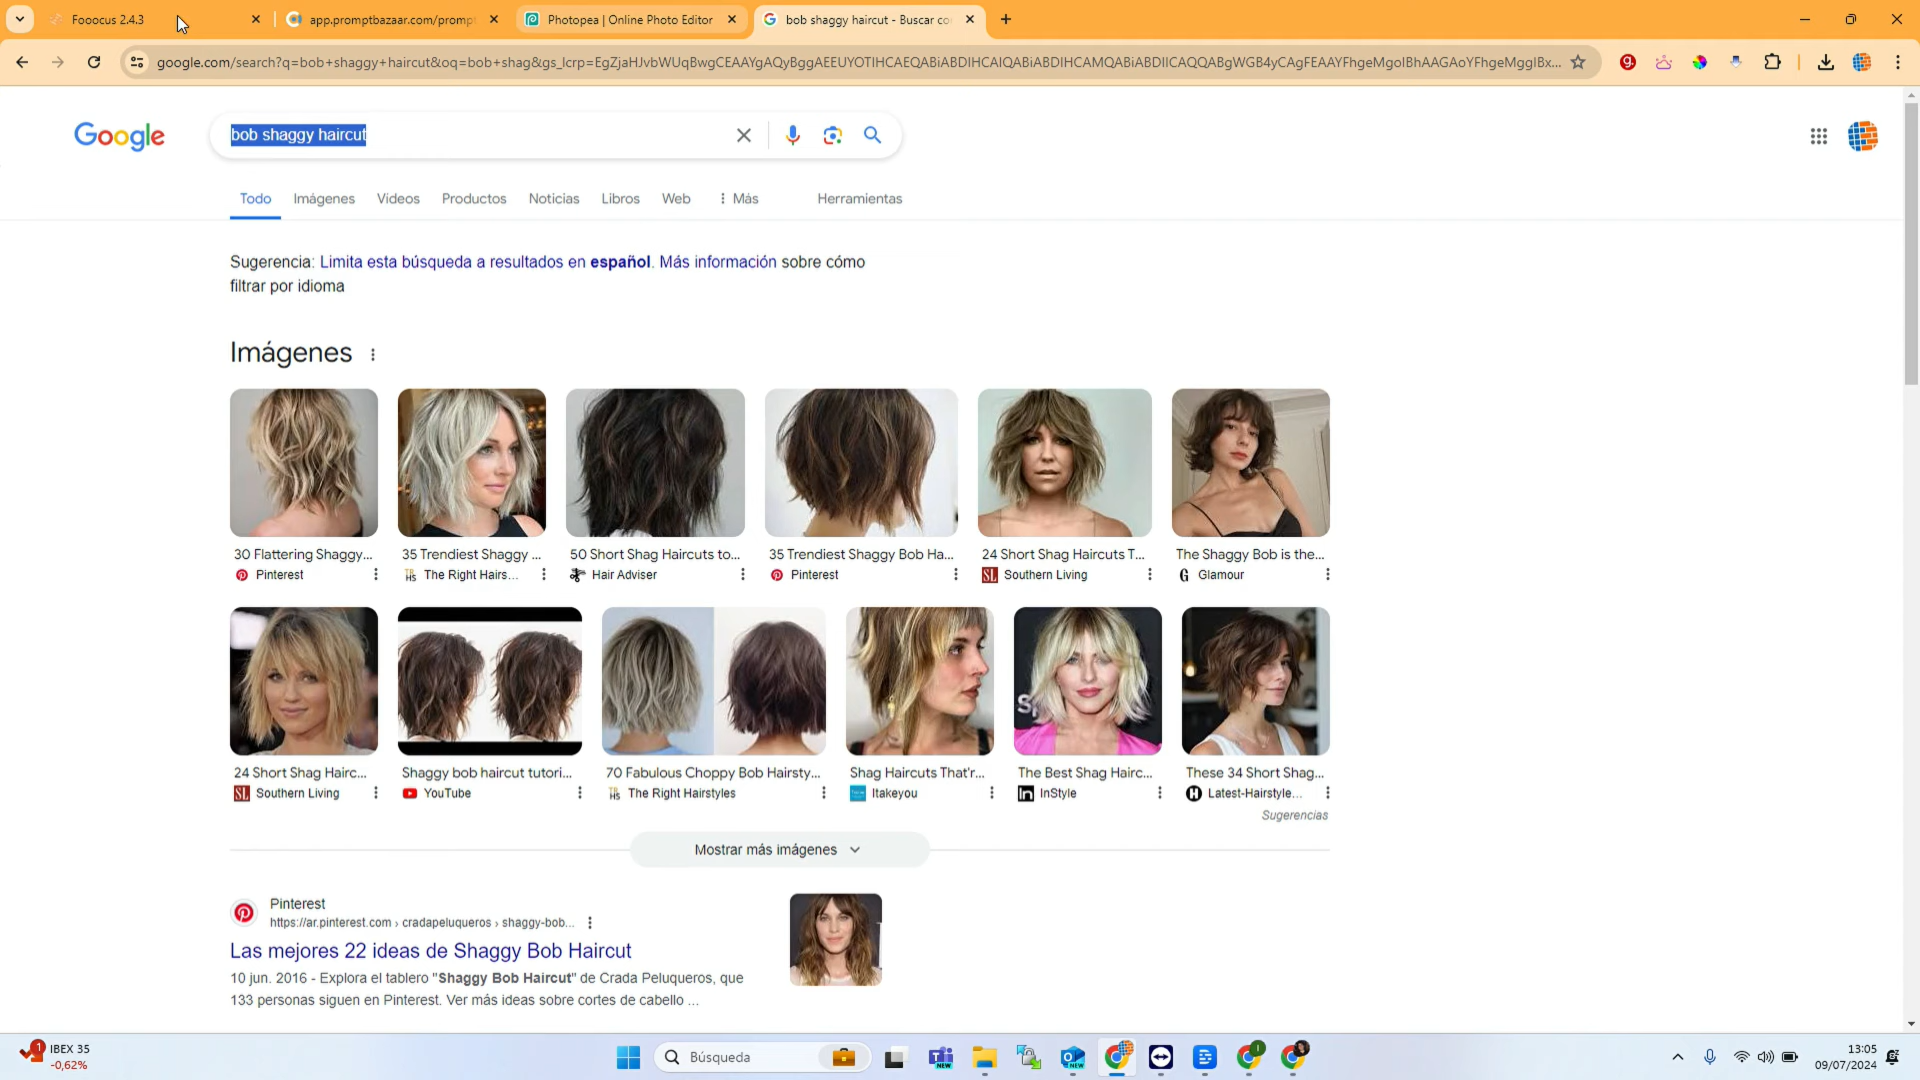 Fooocus 2.4.3
app.promptbazaar.com/prompt
Photopea | Online Photo Editor
bob shaggy haircut - Buscar co
google.com/search?q=bob+shaggy+haircut&oq=bob+shag&gs_lcrp=EgZjaHJvbWUqBwgCEAAYgAQyBggAEEUYOTIHCAEQABiABDIHCAIQABiABDIHCAMQABiABDIICAQQABgWGB4yCAgFEAAYFhgeMgoIBhAAGAoYFhgeMggIBx...
Google
bob shaggy haircut
Todo
Imágenes
Videos
Productos
Noticias
Libros
Web
Más
Herramientas
Sugerencia: Limita esta búsqueda a resultados en español. Más información sobre cómo
filtrar por idioma
Imágenes
30 Flattering Shaggy...
Pinterest
35 Trendiest Shaggy ...
The Right Hairs...
50 Short Shag Haircuts to...
Hair Adviser
35 Trendiest Shaggy Bob Ha...
Pinterest
24 Short Shag Haircuts T...
Southern Living
The Shaggy Bob is the...
Glamour
24 Short Shag Hairc...
Southern Living
Shaggy bob haircut tutori...
YouTube
70 Fabulous Choppy Bob Hairsty...
The Right Hairstyles
Shag Haircuts That'r...
Itakeyou
The Best Shag Hairc...
InStyle
These 34 Short Shag...
Latest-Hairstyle...
Sugerencias
Mostrar más imágenes
Pinterest
https://ar.pinterest.com › cradapeluqueros › shaggy-bob...
Las mejores 22 ideas de Shaggy Bob Haircut
10 jun. 2016 - Explora el tablero "Shaggy Bob Haircut" de Crada Peluqueros, que
133 personas siguen en Pinterest. Ver más ideas sobre cortes de cabello ...
1
IBEX 35
-0,62%
Búsqueda
13:05
09/07/2024